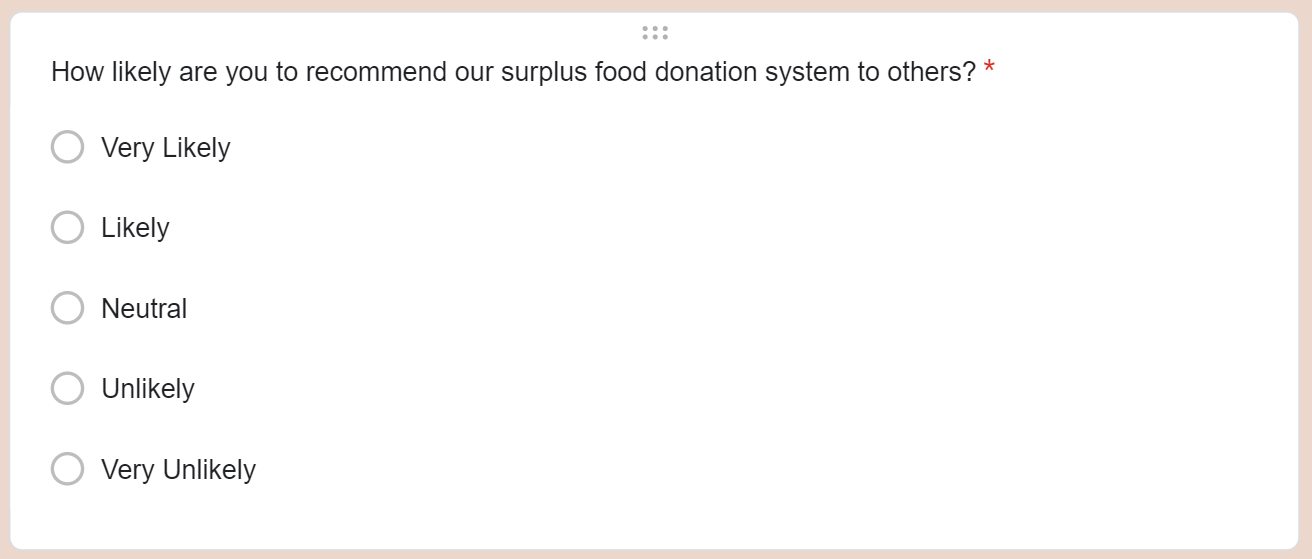 How likely are you to recommend our surplus food donation system to others? *
Very Likely
Likely
Neutral
Unlikely
Very Unlikely